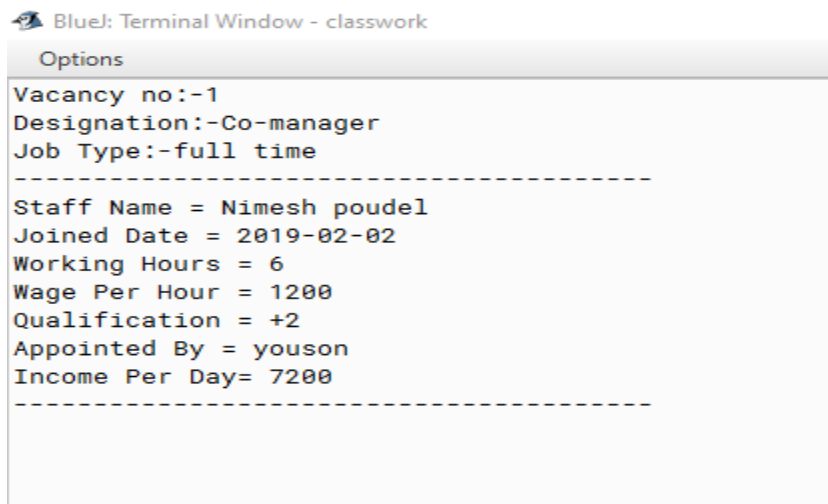 BlueJ: Terminal Window - classwork
Options
Vacancy no:-1
Designation:-Co-manager
Job Type:-full time
----------------------------------------
Staff Name = Nimesh poudel
Joined Date = 2019-02-02
Working Hours = 6
Wage Per Hour = 1200
Qualification = +2
Appointed By = youson
Income Per Day= 7200
----------------------------------------